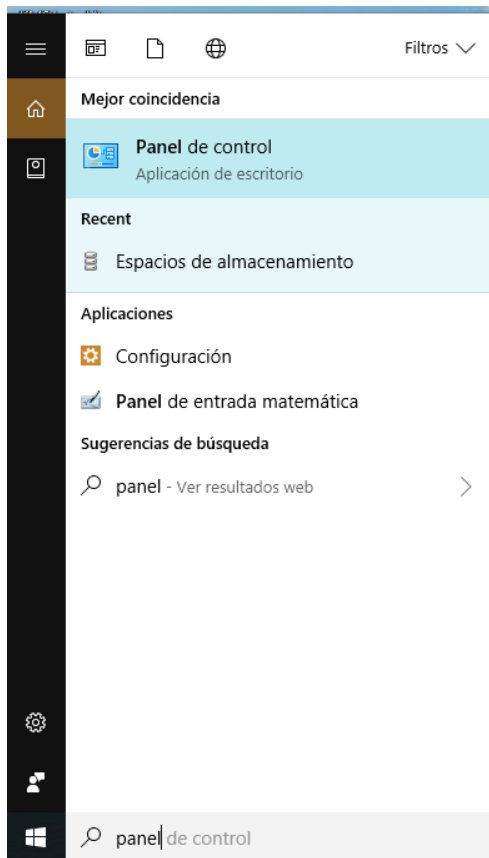 Filtros
Mejor coincidencia
Panel de control
Aplicación de escritorio
Recent
Espacios de almacenamiento
Aplicaciones
Configuración
Panel de entrada matemática
Sugerencias de búsqueda
panel - Ver resultados web
panel de control